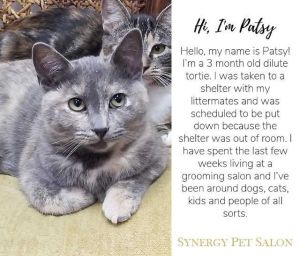 Hi, I'm Patsy
Hello, my name is Patsy!
I'm a 3 month old dilute
tortie. I was taken to a
shelter with my
littermates and was
scheduled to be put
down because the
shelter was out of room. I
have spent the last few
weeks living at a
grooming salon and I've
been around dogs, cats,
kids and people of all
sorts.
SYNERGY PET SALON